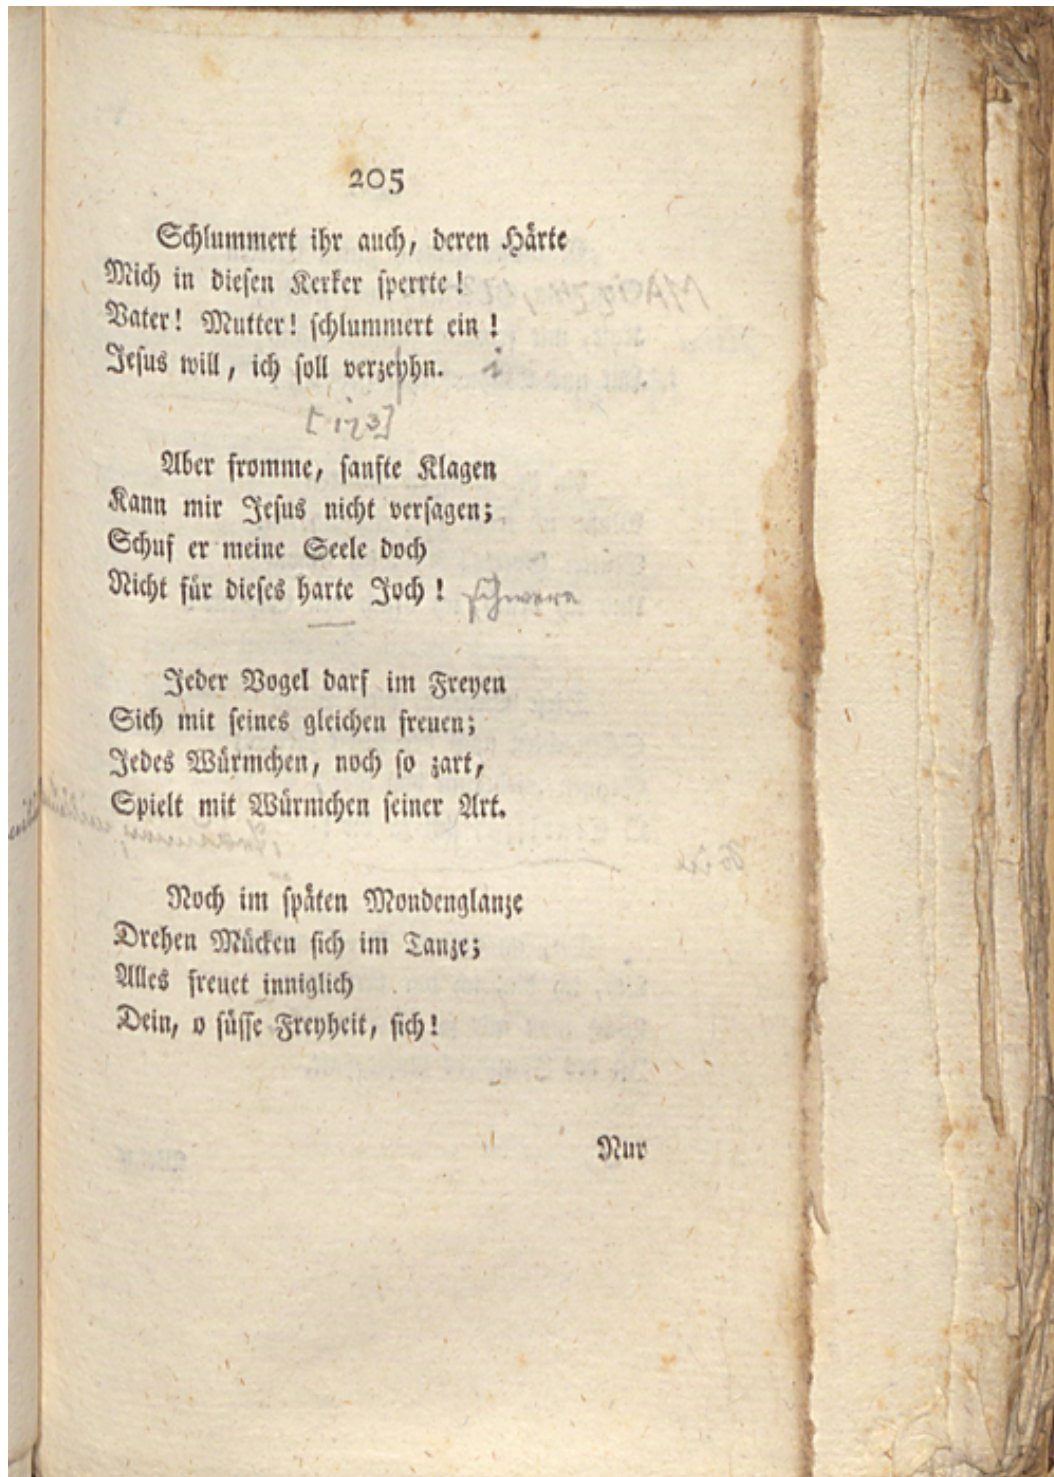 205
Schlummert ihr auch, deren Härte
Mich in diesen Kerker sperrte!
Vater! Mutter! schlummert ein!
Jesus will, ich soll verzeyhn. i
[173]
Aber fromme, sanfte Klagen
Kann mir Jesus nicht versagen;
Schuf er meine Seele doch
Nicht für dieses harte Joch! schwere
Jeder Vogel darf im Freyen
Sich mit seines gleichen freuen;
Jedes Würmchen, noch so zart,
Spielt mit Würmchen seiner Art.
Noch im späten Mondenglanze
Drehen Mücken sich im Tanze;
Alles freuet inniglich
Dein, o süsse Freyheit, sich!
Nur